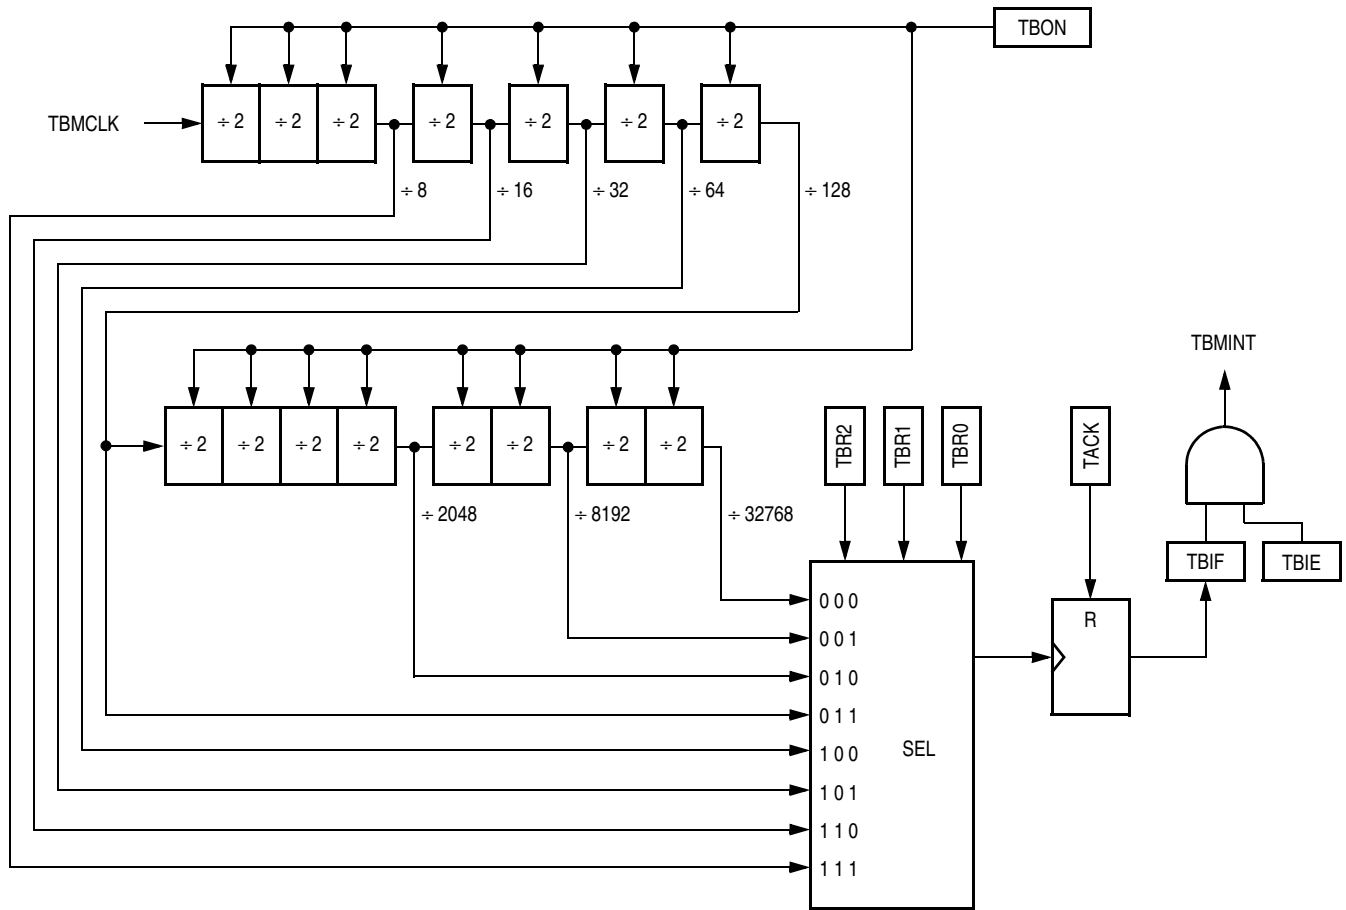 TBON
TBMCLK
÷ 2
÷ 2
÷ 2
÷ 2
÷ 2
÷ 2
÷ 2
÷ 8
÷ 16
÷ 32
÷ 64
÷ 128
TBMINT
÷ 2
÷ 2
÷ 2
÷ 2
÷ 2
÷ 2
÷ 2
÷ 2
TBR2
TBR1
TBR0
TACK
÷ 2048
÷ 8192
÷ 32768
TBIF
TBIE
0 0 0
R
0 0 1
0 1 0
0 1 1
SEL
1 0 0
1 0 1
1 1 0
1 1 1